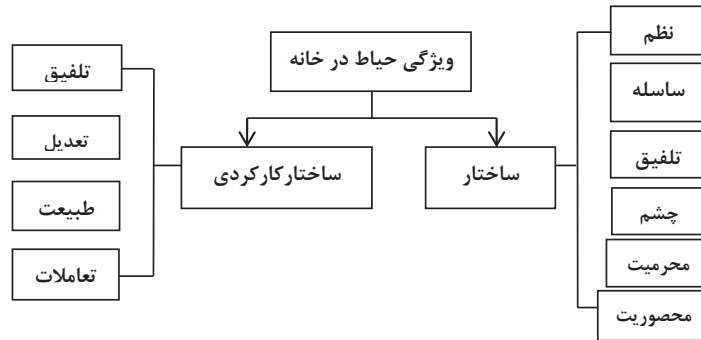 ویژگی حیاط در خانه
ساختار
ساختارکارکردی
نظم
ساسله
تلفیق
چشم
محرمیت
محصوریت
تلفیق
تعدیل
طبیعت
تعاملات